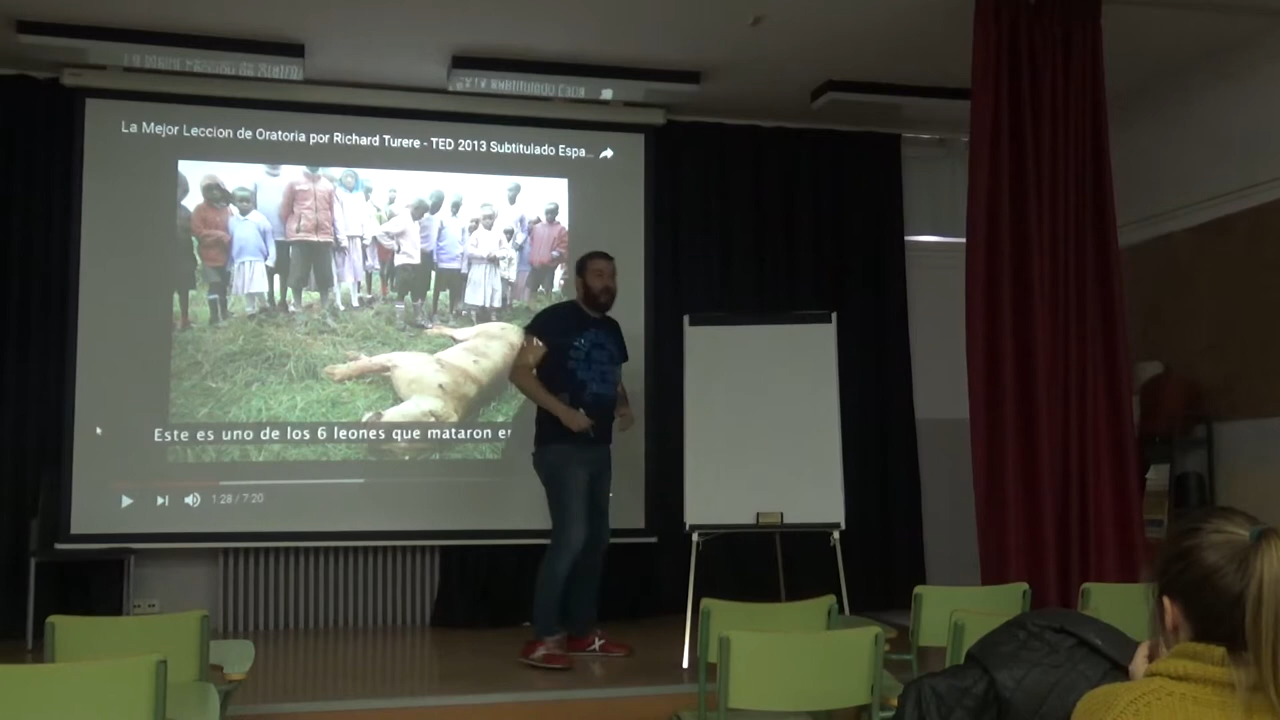 La Mejor Leccion de Oratoria por Richard Turere - TED 2013 Subtitulado Espa...
Este es uno de los 6 leones que mataron en
1:28 / 7:20